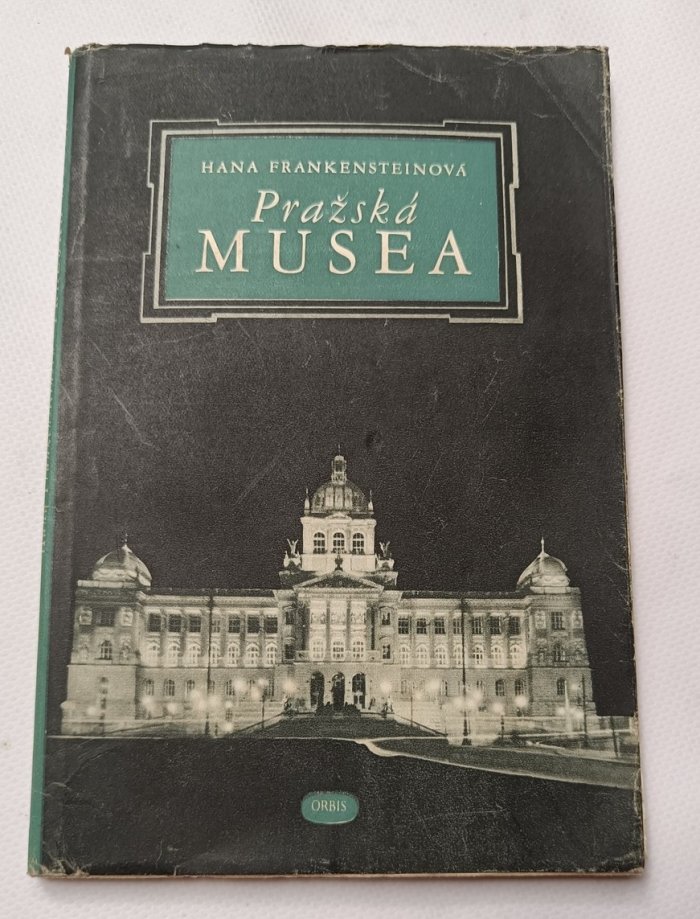 HANA FRANKENSTEINOVÁ
Pražská
MUSEA
ORBIS